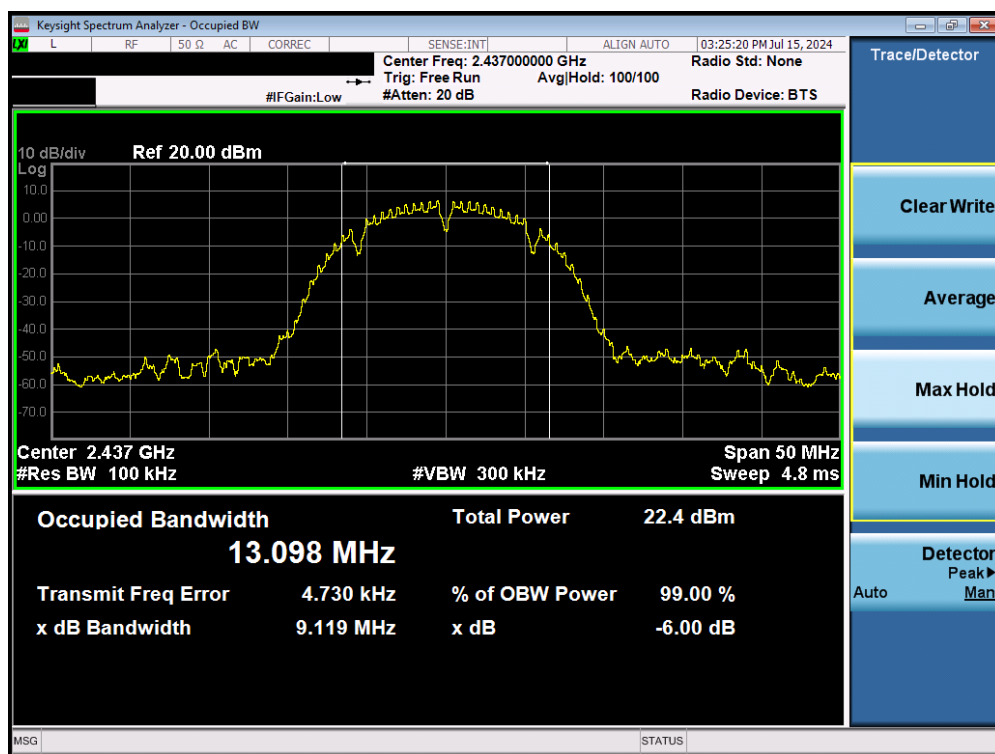 Keysight Spectrum Analyzer - Occupied BW
LXI L RF 50 Ω AC CORREC SENSE:INT ALIGN AUTO 03:25:20 PM Jul 15, 2024
Center Freq: 2.437000000 GHz Radio Std: None
Trig: Free Run Avg|Hold: 100/100
#IFGain:Low #Atten: 20 dB Radio Device: BTS
10 dB/div Ref 20.00 dBm
Log
10.0
0.00
-10.0
-20.0
-30.0
-40.0
-50.0
-60.0
-70.0
Center 2.437 GHz Span 50 MHz
#Res BW 100 kHz #VBW 300 kHz Sweep 4.8 ms
Occupied Bandwidth Total Power 22.4 dBm
13.098 MHz
Transmit Freq Error 4.730 kHz % of OBW Power 99.00 %
x dB Bandwidth 9.119 MHz x dB -6.00 dB
MSG STATUS
Trace/Detector
Clear Write
Average
Max Hold
Min Hold
Detector
Peak▶
Auto Man